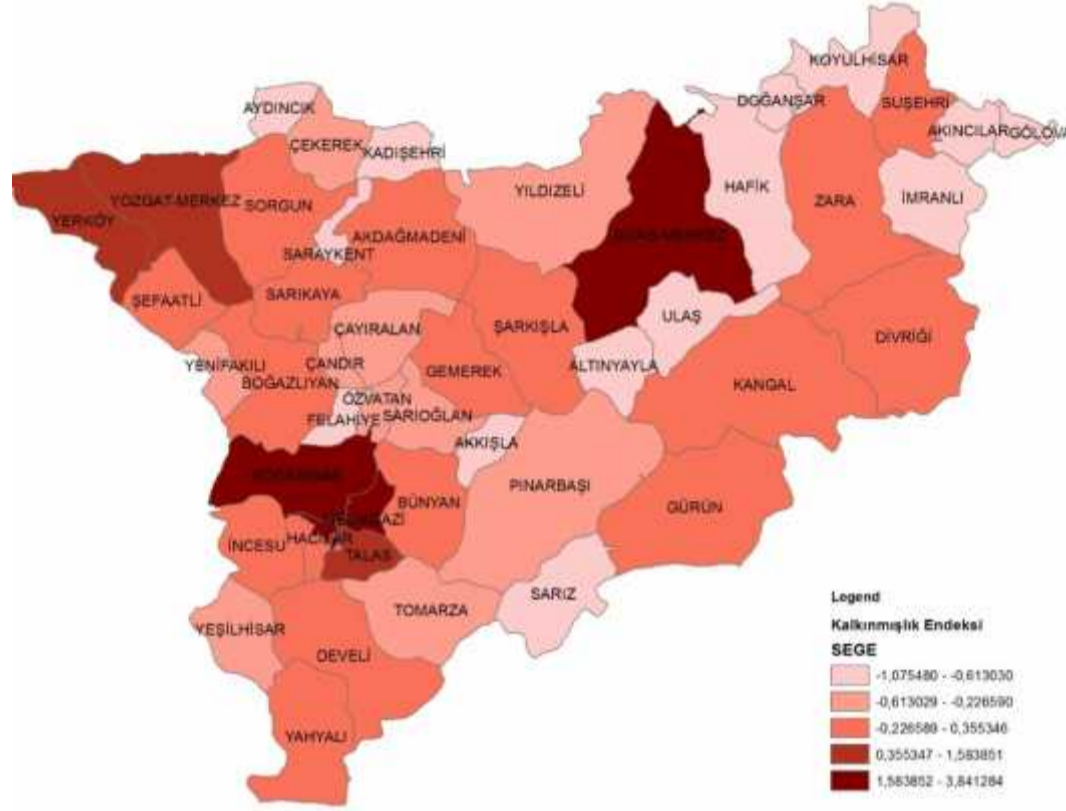 KOYULHİSAR
DOĞANŞAR
SUŞEHRİ
AYDINCIK
AKINCILAR
GÖLOVA
ÇEKEREK
KADIŞEHRİ
HAFİK
İMRANLI
YILDIZELİ
YOZGAT-MERKEZ
SORGUN
ZARA
YERKÖY
AKDAĞMADENİ
SARAYKENT
ŞEFAATLİ
SARIKAYA
ULAŞ
ÇAYIRALAN
ŞARKIŞLA
DİVRİĞİ
YENİFAKILI
ÇANDIR
GEMEREK
ALTINYAYLA
BOĞAZLIYAN
KANGAL
ÖZVATAN
FELAHİYE
SARIOĞLAN
AKKIŞLA
PINARBAŞI
BÜNYAN
GÜRÜN
İNCESU
HACILAR
TALAS
SARIZ
TOMARZA
YEŞİLHİSAR
DEVELİ
YAHYALI
Legend
Kalkınmışlık Endeksi
SEGE
-1,075480 - -0,613030
-0,613029 - -0,226590
-0,226589 - 0,355346
0,355347 - 1,583851
1,583852 - 3,841284